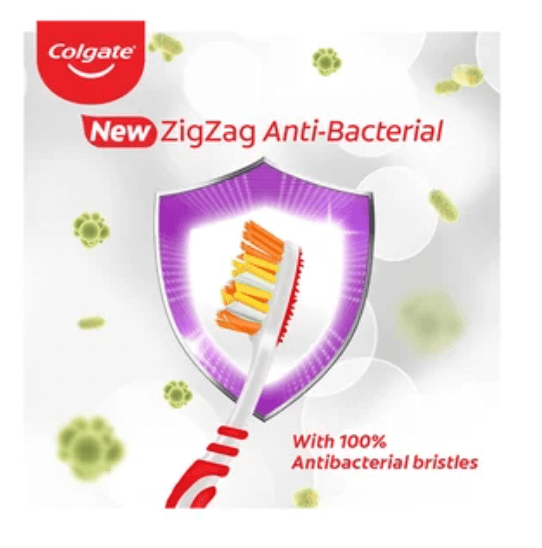 Colgate
New ZigZag Anti-Bacterial
With 100%
Antibacterial bristles